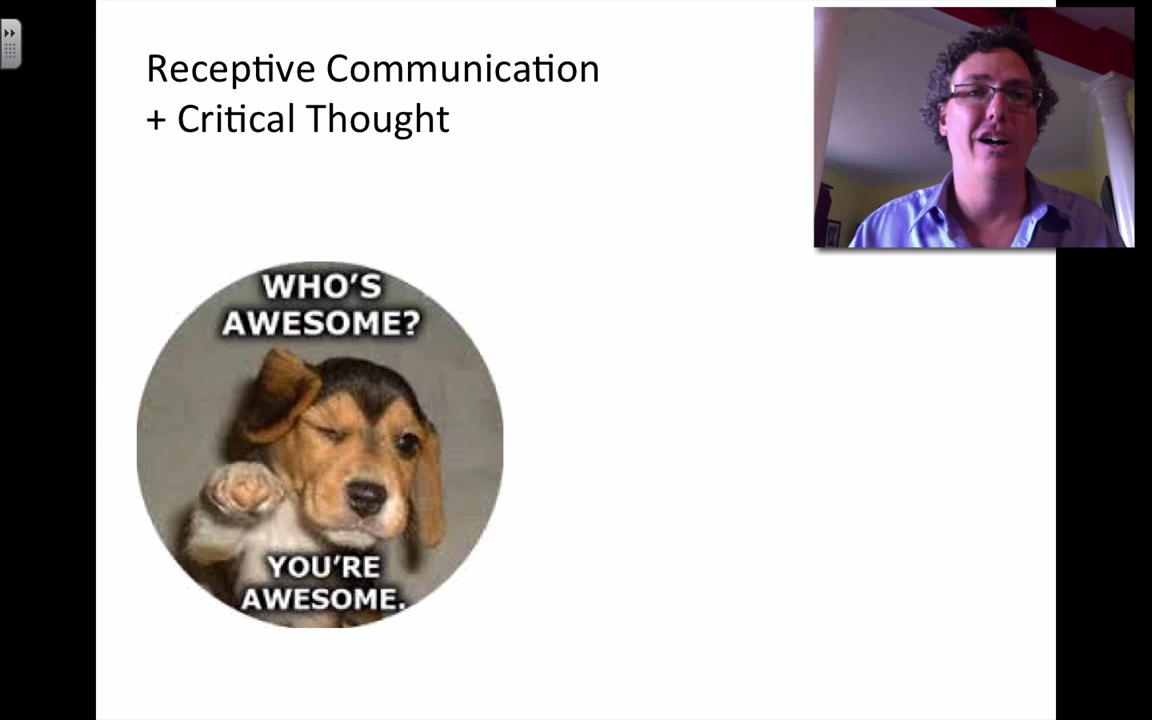 Receptive Communication
+ Critical Thought
WHO'S
AWESOME?
YOU'RE
AWESOME.